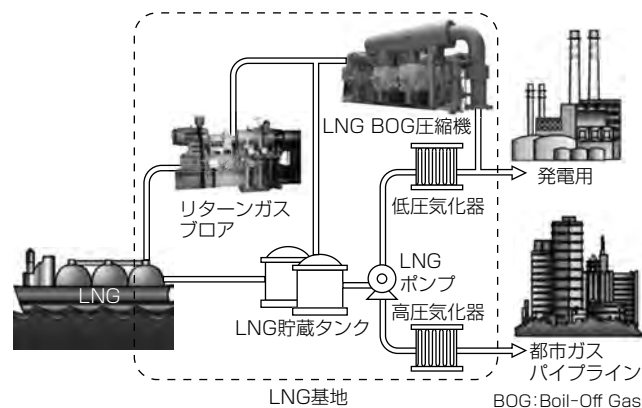 LNG BOG圧縮機
リターンガス
ブロア
低圧気化器
発電用
LNG
LNG貯蔵タンク
LNG
ポンプ
高圧気化器
都市ガス
パイプライン
LNG基地
BOG:Boil-Off Gas